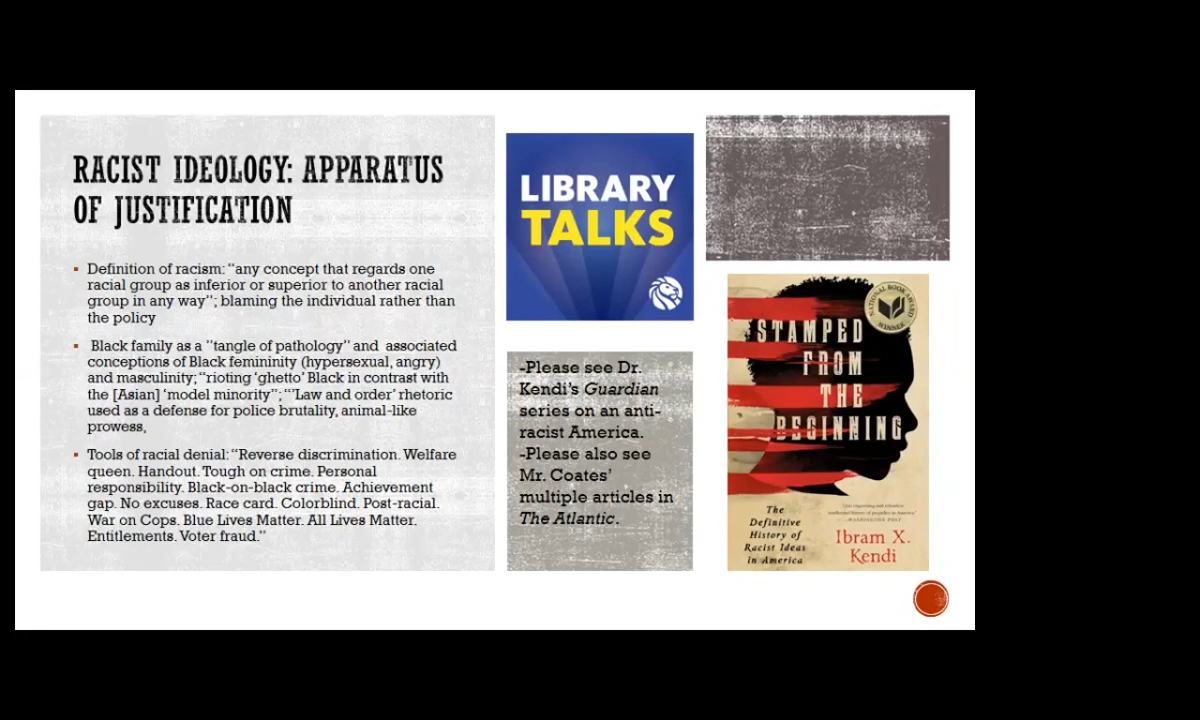 RACIST IDEOLOGY: APPARATUS
OF JUSTIFICATION
▪ Definition of racism: “any concept that regards one
racial group as inferior or superior to another racial
group in any way”; blaming the individual rather than
the policy
▪ Black family as a “tangle of pathology” and associated
conceptions of Black femininity (hypersexual, angry)
and masculinity; “rioting ‘ghetto’ Black in contrast with
the [Asian] ‘model minority”; “‘Law and order’ rhetoric
used as a defense for police brutality, animal-like
prowess,
▪ Tools of racial denial: “Reverse discrimination. Welfare
queen. Handout. Tough on crime. Personal
responsibility. Black-on-black crime. Achievement
gap. No excuses. Race card. Colorblind. Post-racial.
War on Cops. Blue Lives Matter. All Lives Matter.
Entitlements. Voter fraud.”
LIBRARY
TALKS
-Please see Dr.
Kendi’s Guardian
series on an anti-
racist America.
-Please also see
Mr. Coates’
multiple articles in
The Atlantic.
NATIONAL BOOK AWARD
WINNER
STAMPED
FROM
THE
BEGINNING
The
Definitive
History of
Racist Ideas
in America
—WASHINGTON POST
Ibram X.
Kendi